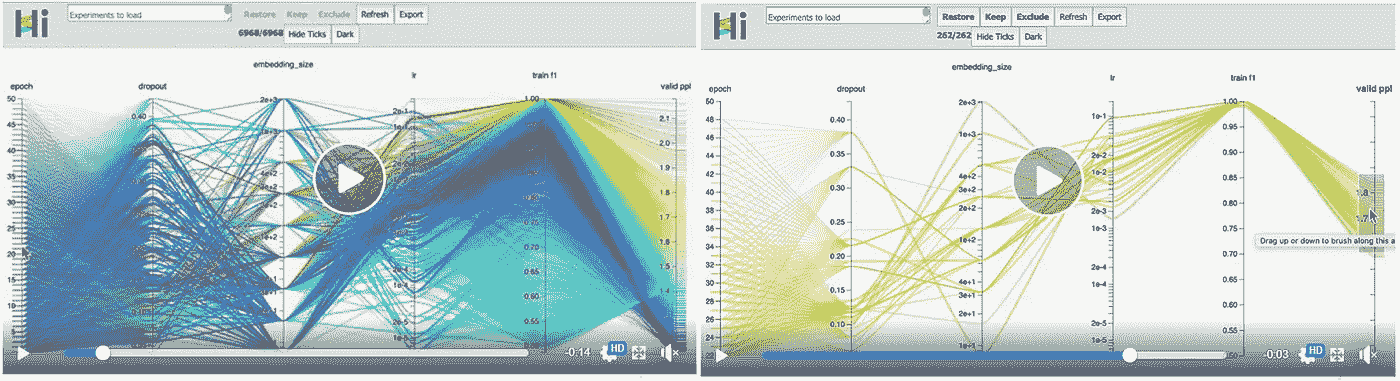 Hi
Experiments to load
Restore Keep Exclude Refresh Export
6968/6968 Hide Ticks Dark
embedding_size
epoch dropout lr train f1 valid ppl
50
45
40
35
30
25
20
15
10
0.40
2e+3
1e+3
4e+2
2e+2
1e+2
2e-1
1e-1
2e-4
1e-4
2e-5
1.00
0.70
0.65
0.60
0.55
2.1
2.0
1.9
1.8
1.7
1.6
1.5
-0:14 HD
Hi
Experiments to load
Restore Keep Exclude Refresh Export
262/262 Hide Ticks Dark
embedding_size
epoch dropout lr train f1 valid ppl
50
48
46
44
42
40
38
36
34
32
30
28
26
24
22
0.40
0.35
0.30
0.25
0.20
0.15
0.10
2e+3
1e+3
4e+2
2e+2
1e+2
4e+1
3e+1
1e-1
2e-2
1e-2
2e-3
1e-3
2e-4
1e-4
2e-5
1e-5
1.00
0.95
0.90
0.85
0.80
0.75
0.70
0.65
0.60
0.55
1.8
1.7
Drag up or down to brush along this a
-0:03 HD